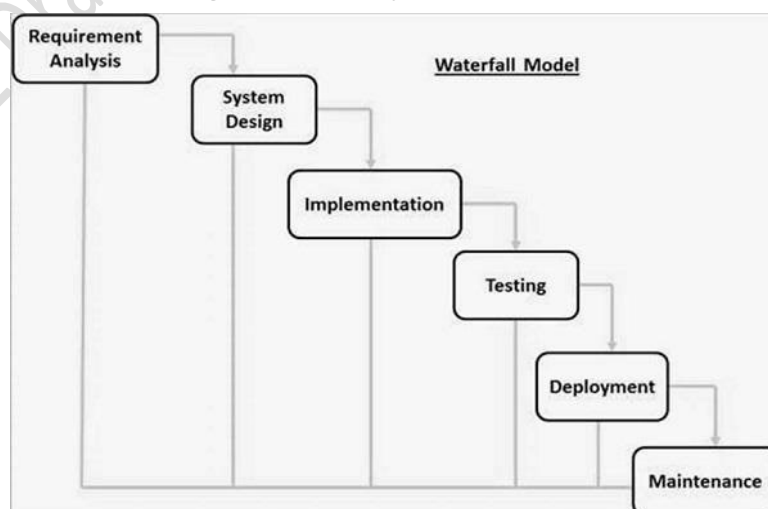 Requirement
Analysis
Waterfall Model
System
Design
Implementation
Testing
Deployment
Maintenance